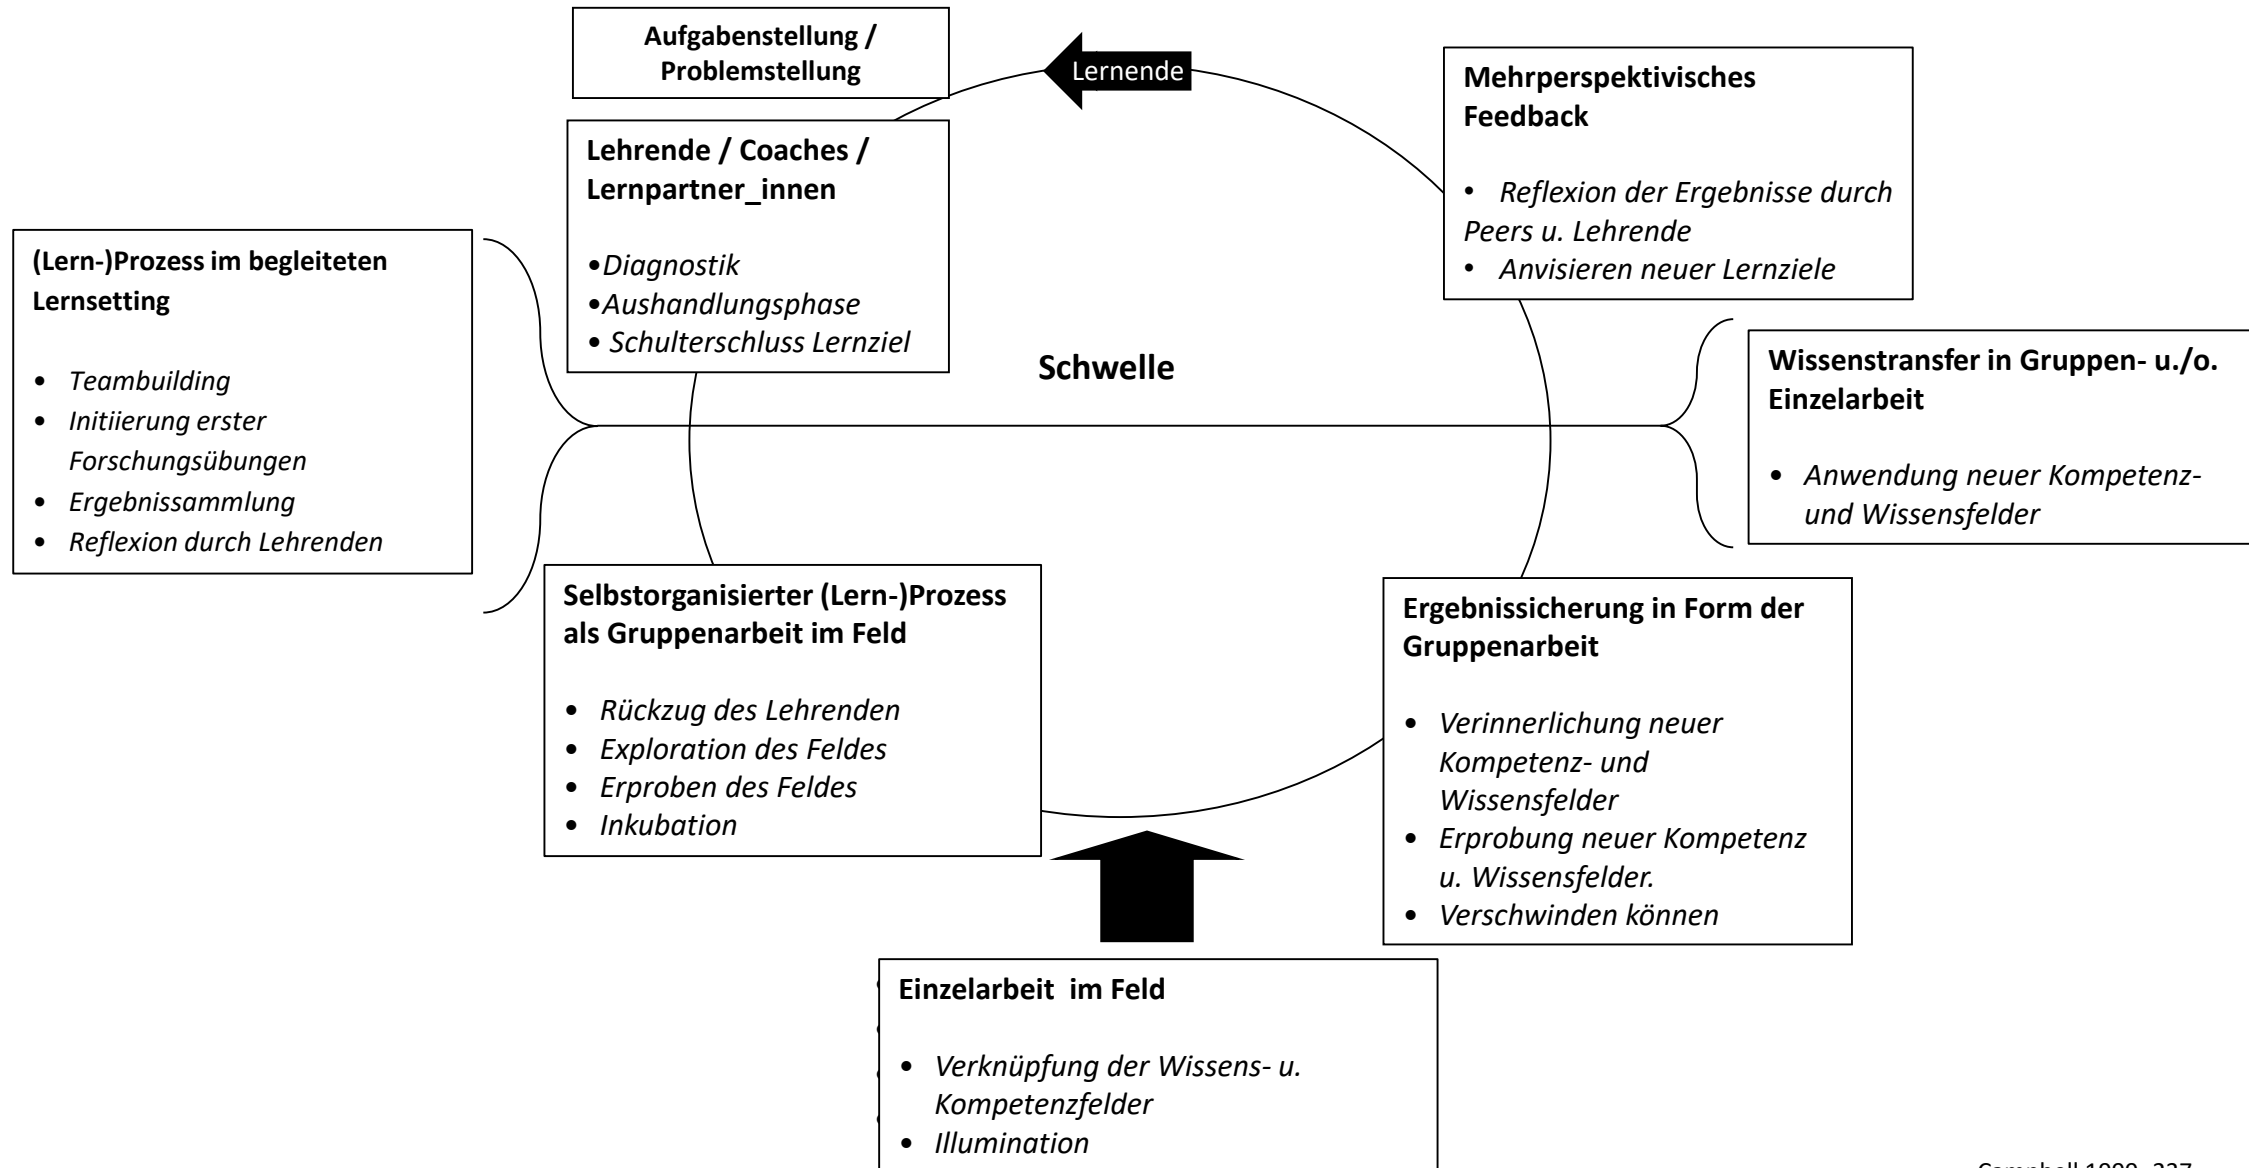 Aufgabenstellung /
Problemstellung
Lernende
Mehrperspektivisches
Feedback
• Reflexion der Ergebnisse durch
Peers u. Lehrende
• Anvisieren neuer Lernziele
Lehrende / Coaches /
Lernpartner_innen
•Diagnostik
•Aushandlungsphase
• Schulterschluss Lernziel
(Lern-)Prozess im begleiteten
Lernsetting
• Teambuilding
• Initiierung erster
Forschungsübungen
• Ergebnissammlung
• Reflexion durch Lehrenden
Schwelle
Wissenstransfer in Gruppen- u./o.
Einzelarbeit
• Anwendung neuer Kompetenz-
und Wissensfelder
Selbstorganisierter (Lern-)Prozess
als Gruppenarbeit im Feld
• Rückzug des Lehrenden
• Exploration des Feldes
• Erproben des Feldes
• Inkubation
Ergebnissicherung in Form der
Gruppenarbeit
• Verinnerlichung neuer
Kompetenz- und
Wissensfelder
• Erprobung neuer Kompetenz
u. Wissensfelder.
• Verschwinden können
Einzelarbeit im Feld
• Verknüpfung der Wissens- u.
Kompetenzfelder
• Illumination